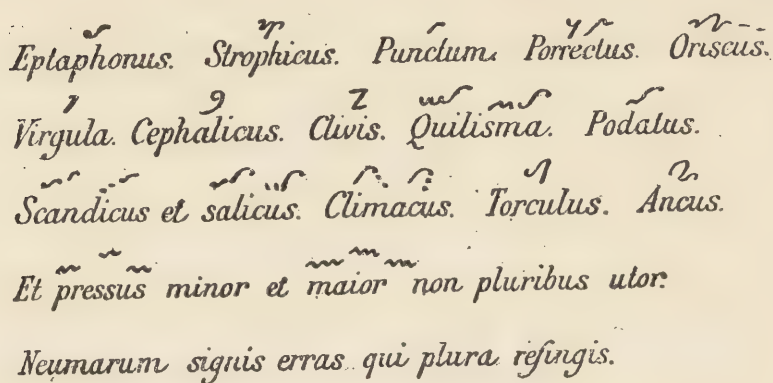 Eptaphonus. Strophicus. Punctum. Porrectus. Oriscus.
Virgula. Cephalicus. Clivis. Quilisma. Podatus.
Scandicus et salicus. Climacus. Torculus. Ancus.
Et pressus minor et maior non pluribus utor.
Neumarum signis erras qui plura refingis.